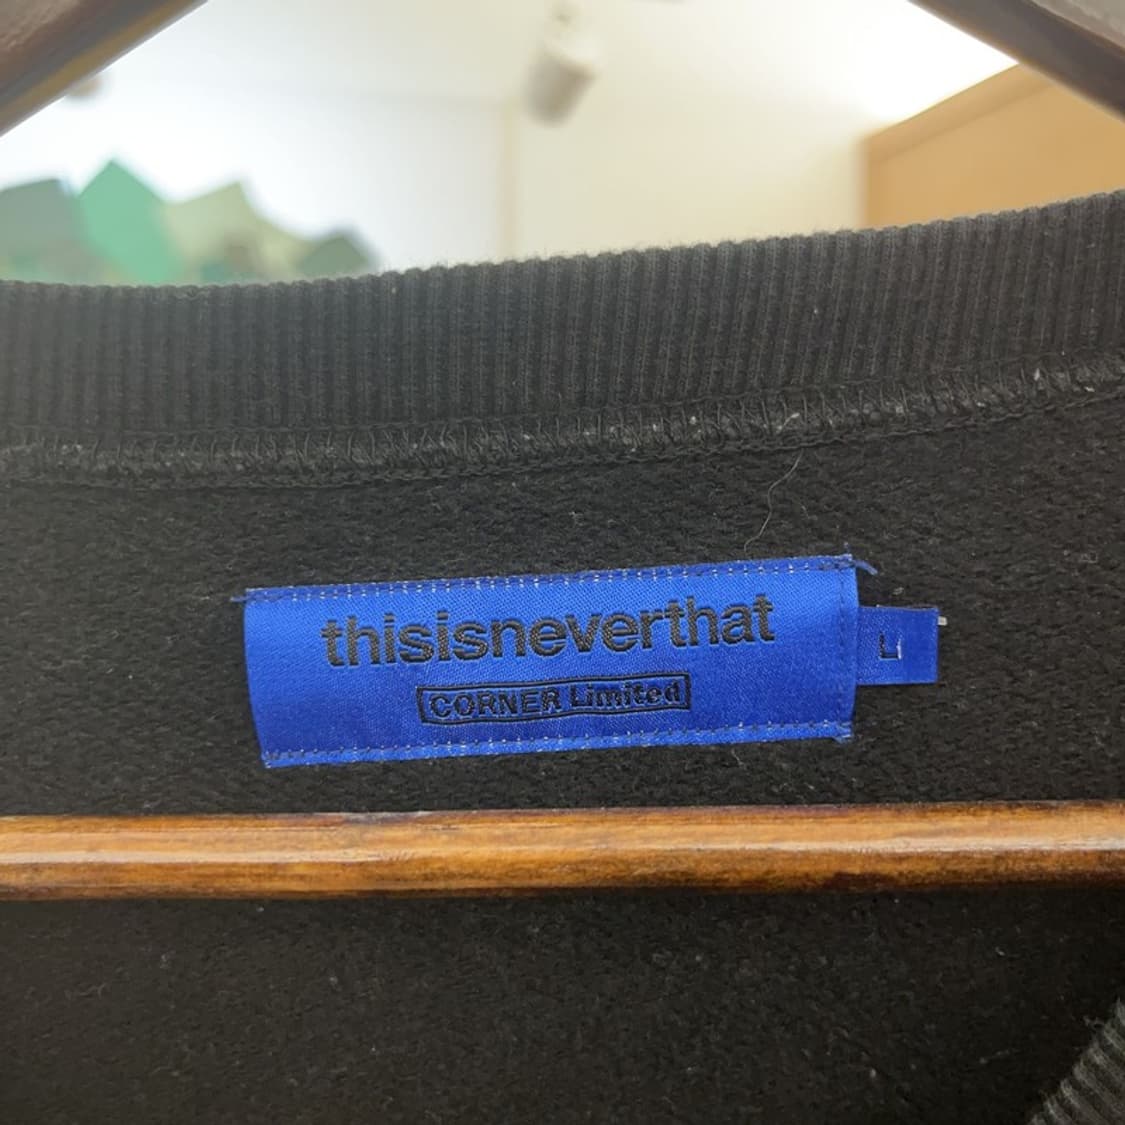 thisisneverthat
CORNER Limited
L